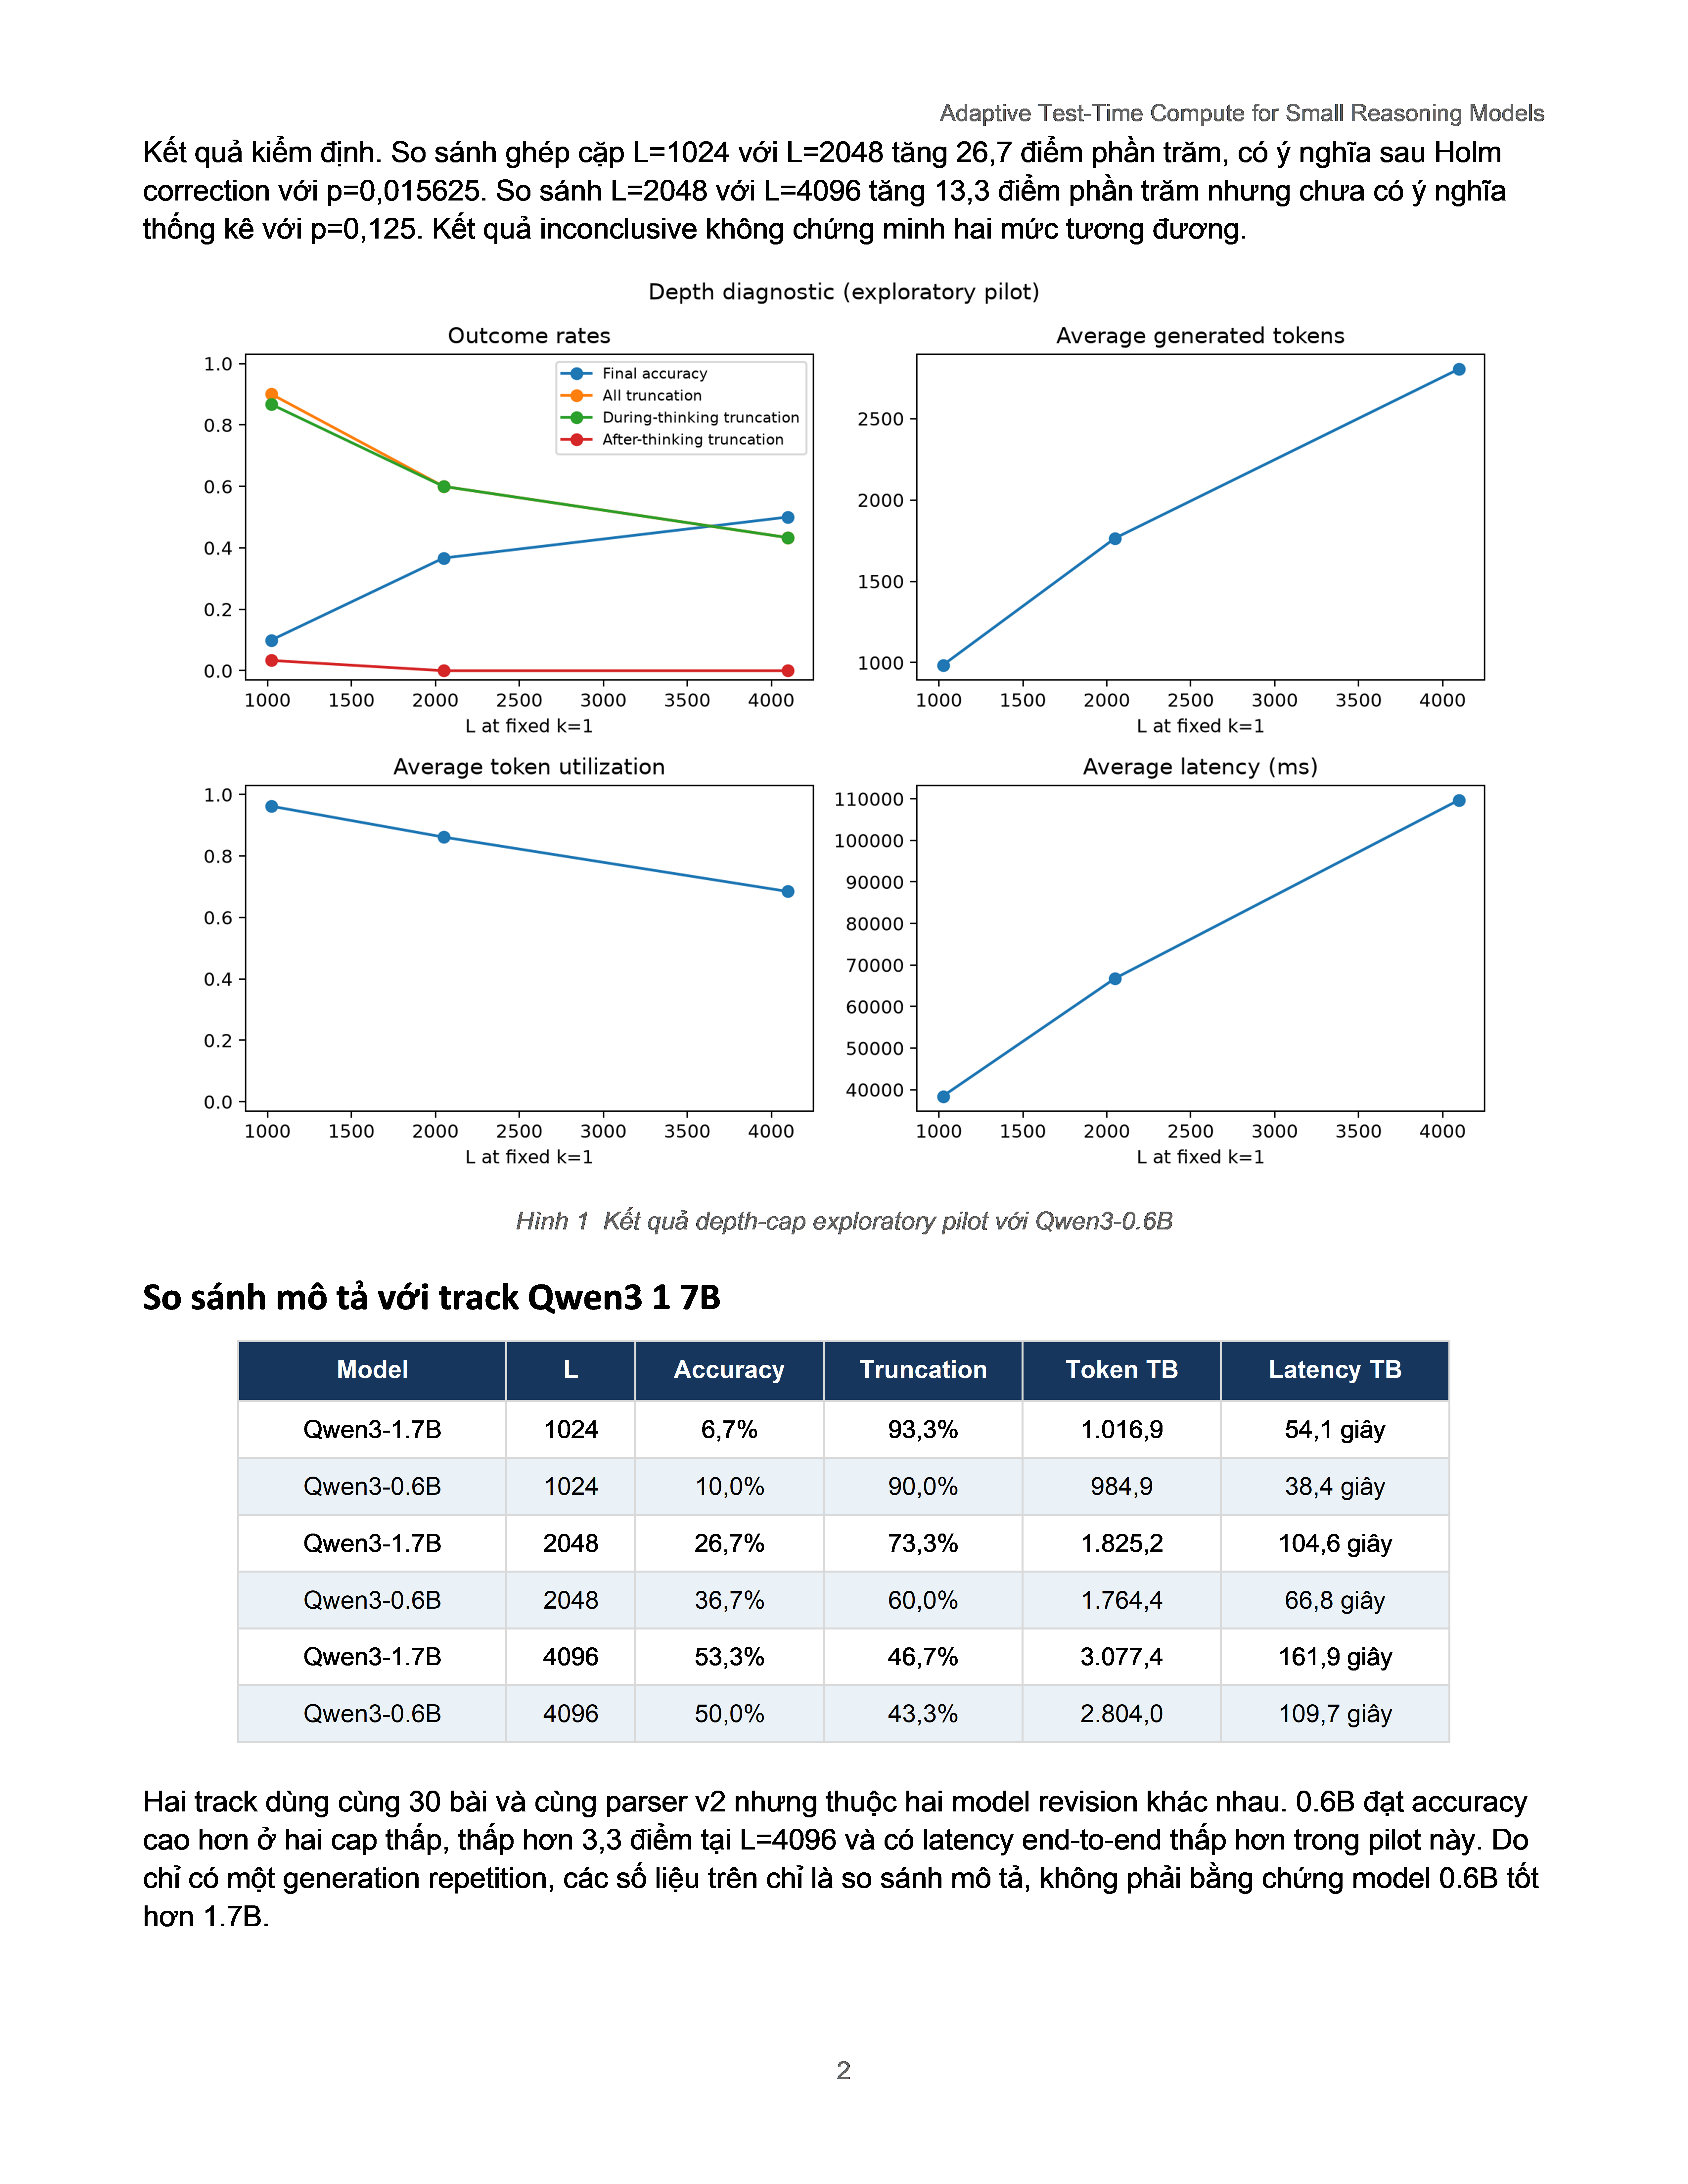 Adaptive Test-Time Compute for Small Reasoning Models
Kết quả kiểm định. So sánh ghép cặp L=1024 với L=2048 tăng 26,7 điểm phần trăm, có ý nghĩa sau Holm
correction với p=0,015625. So sánh L=2048 với L=4096 tăng 13,3 điểm phần trăm nhưng chưa có ý nghĩa
thống kê với p=0,125. Kết quả inconclusive không chứng minh hai mức tương đương.
Depth diagnostic (exploratory pilot)
Outcome rates
1.0
0.8
0.6
0.4
0.2
0.0
Final accuracy
All truncation
During-thinking truncation
After-thinking truncation
1000 1500 2000 2500 3000 3500 4000
L at fixed k=1
Average generated tokens
2500
2000
1500
1000
1000 1500 2000 2500 3000 3500 4000
L at fixed k=1
Average token utilization
1.0
0.8
0.6
0.4
0.2
0.0
1000 1500 2000 2500 3000 3500 4000
L at fixed k=1
Average latency (ms)
110000
100000
90000
80000
70000
60000
50000
40000
1000 1500 2000 2500 3000 3500 4000
L at fixed k=1
Hình 1 Kết quả depth-cap exploratory pilot với Qwen3-0.6B
So sánh mô tả với track Qwen3 1 7B
Model L Accuracy Truncation Token TB Latency TB
Qwen3-1.7B 1024 6,7% 93,3% 1.016,9 54,1 giây
Qwen3-0.6B 1024 10,0% 90,0% 984,9 38,4 giây
Qwen3-1.7B 2048 26,7% 73,3% 1.825,2 104,6 giây
Qwen3-0.6B 2048 36,7% 60,0% 1.764,4 66,8 giây
Qwen3-1.7B 4096 53,3% 46,7% 3.077,4 161,9 giây
Qwen3-0.6B 4096 50,0% 43,3% 2.804,0 109,7 giây
Hai track dùng cùng 30 bài và cùng parser v2 nhưng thuộc hai model revision khác nhau. 0.6B đạt accuracy
cao hơn ở hai cap thấp, thấp hơn 3,3 điểm tại L=4096 và có latency end-to-end thấp hơn trong pilot này. Do
chỉ có một generation repetition, các số liệu trên chỉ là so sánh mô tả, không phải bằng chứng model 0.6B tốt
hơn 1.7B.
2